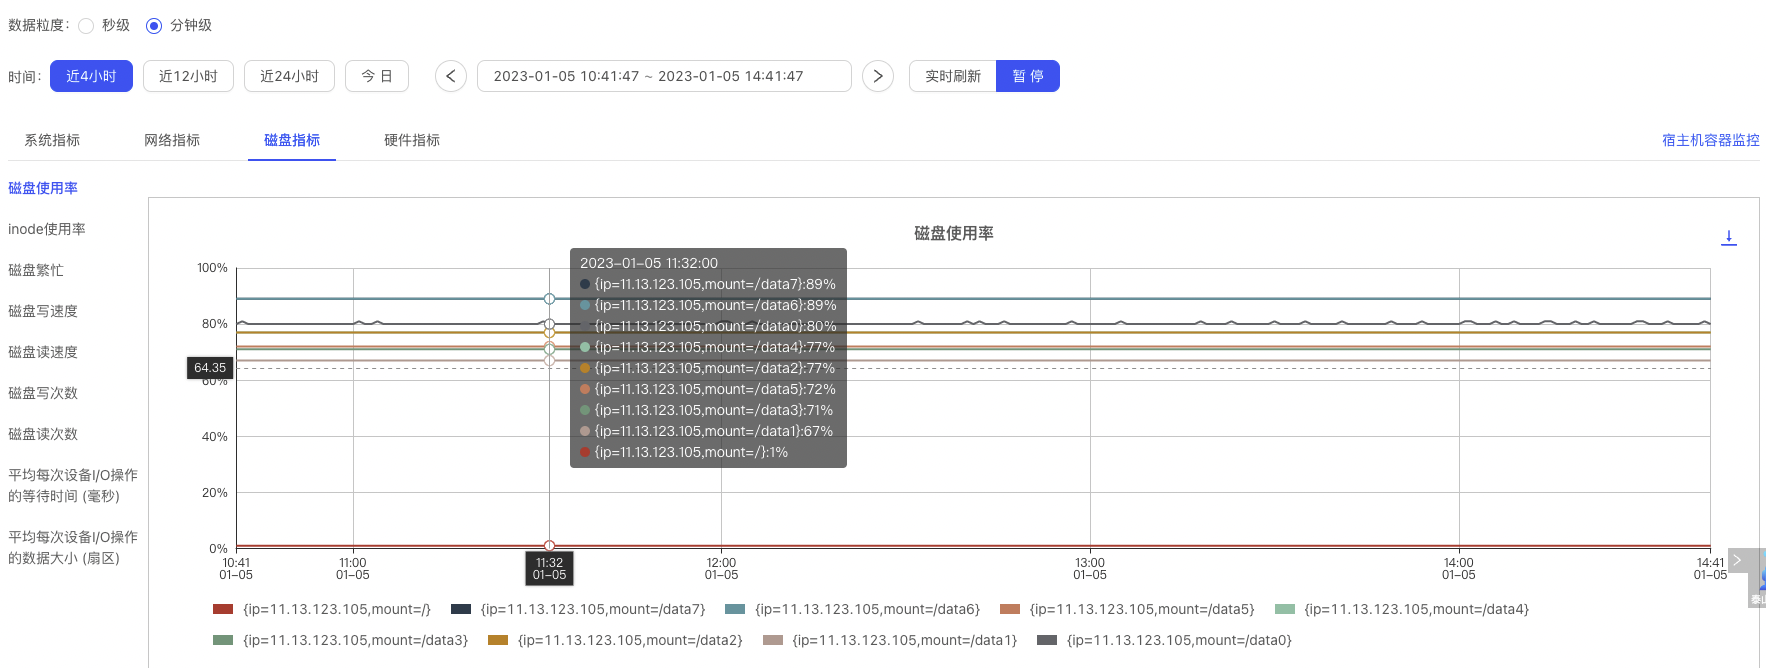 数据粒度: 秒级 分钟级
时间: 近4小时 近12小时 近24小时 今 日 2023-01-05 10:41:47 ~ 2023-01-05 14:41:47 实时刷新 暂 停
系统指标 网络指标 磁盘指标 硬件指标 宿主机容器监控
磁盘使用率
inode使用率
磁盘繁忙
磁盘写速度
磁盘读速度
磁盘写次数
磁盘读次数
平均每次设备I/O操作
的等待时间 (毫秒)
平均每次设备I/O操作
的数据大小 (扇区)
磁盘使用率
100%
80%
64.35
60%
40%
20%
0%
2023-01-05 11:32:00
{ip=11.13.123.105,mount=/data7}:89%
{ip=11.13.123.105,mount=/data6}:89%
{ip=11.13.123.105,mount=/data0}:80%
{ip=11.13.123.105,mount=/data4}:77%
{ip=11.13.123.105,mount=/data2}:77%
{ip=11.13.123.105,mount=/data5}:72%
{ip=11.13.123.105,mount=/data3}:71%
{ip=11.13.123.105,mount=/data1}:67%
{ip=11.13.123.105,mount=/}:1%
10:41 11:00 11:32 12:00 13:00 14:00 14:41
01-05 01-05 01-05 01-05 01-05 01-05 01-05
{ip=11.13.123.105,mount=/} {ip=11.13.123.105,mount=/data7} {ip=11.13.123.105,mount=/data6} {ip=11.13.123.105,mount=/data5} {ip=11.13.123.105,mount=/data4}
{ip=11.13.123.105,mount=/data3} {ip=11.13.123.105,mount=/data2} {ip=11.13.123.105,mount=/data1} {ip=11.13.123.105,mount=/data0}